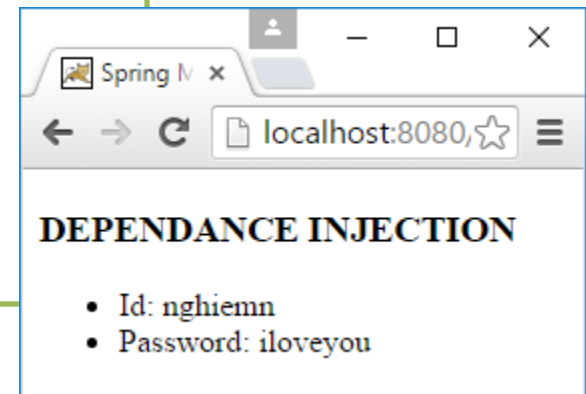 Spring M
localhost:8080/
DEPENDANCE INJECTION
Id: nghiemn
Password: iloveyou